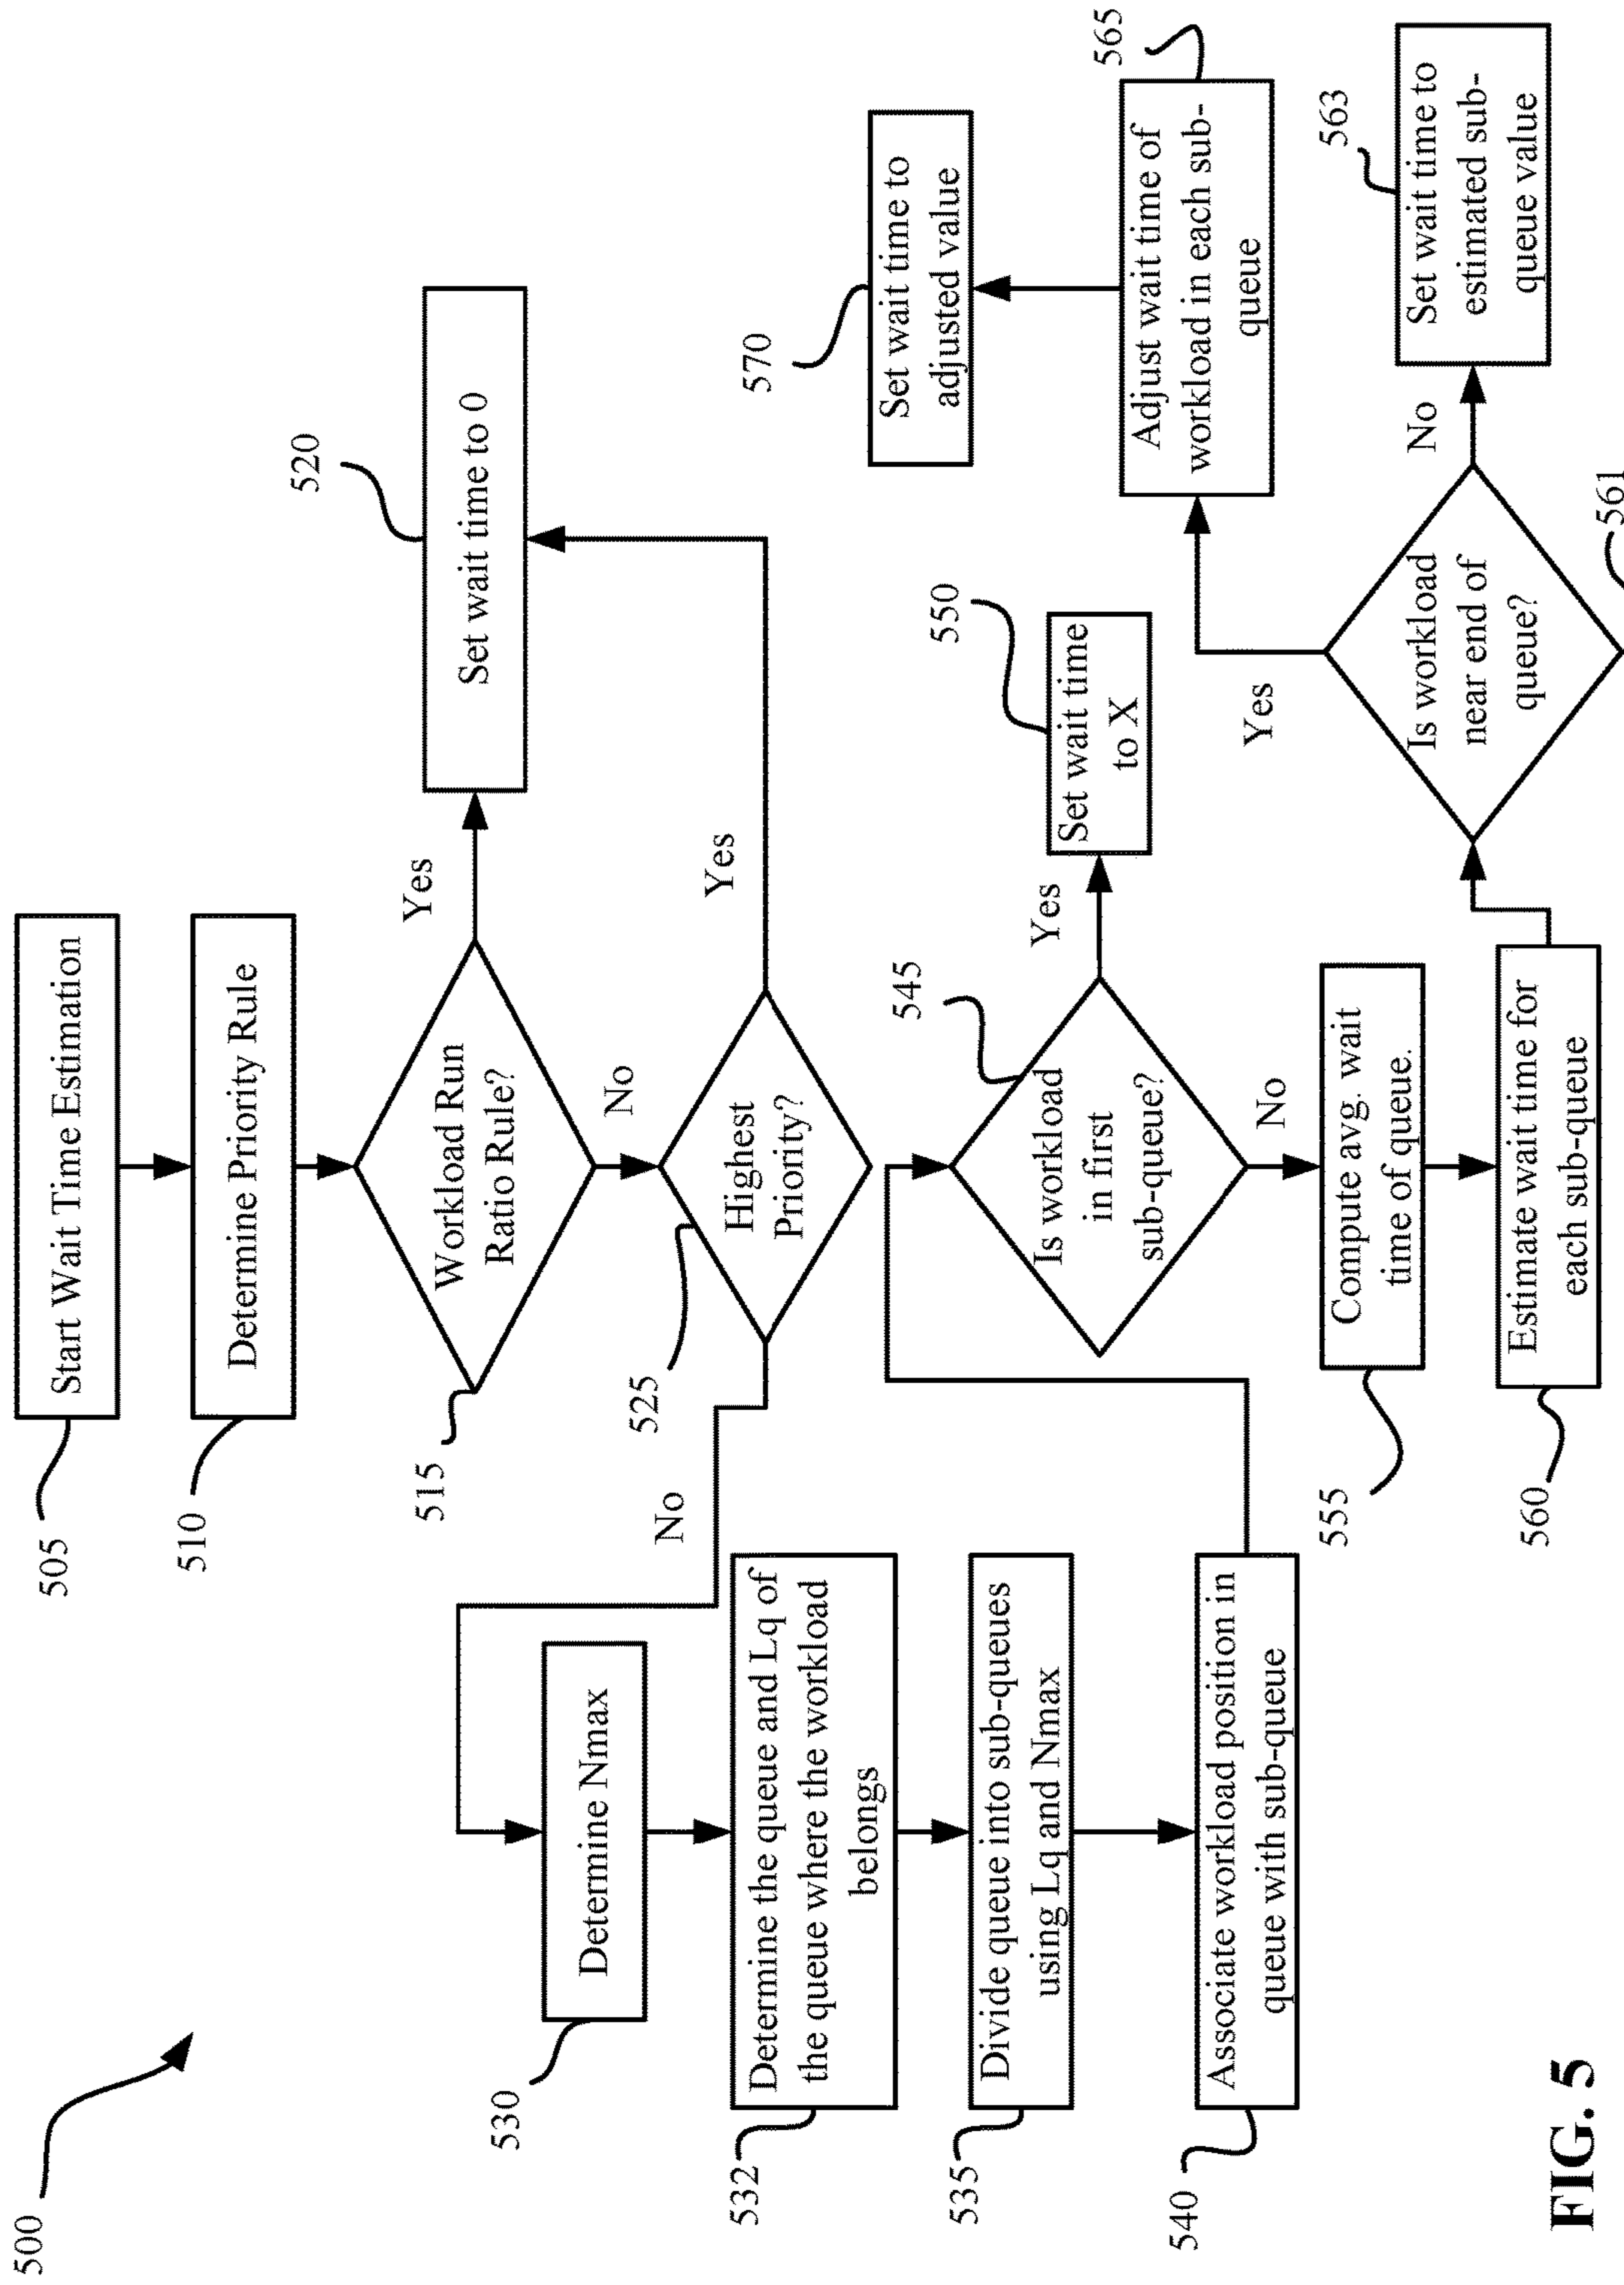 500
505
Start Wait Time Estimation
510
Determine Priority Rule
515
Workload Run
Ratio Rule?
Yes
520
Set wait time to 0
No
525
Highest
Priority?
Yes
No
530
Determine Nmax
532
Determine the queue and Lq of
the queue where the workload
belongs
535
Divide queue into sub-queues
using Lq and Nmax
540
Associate workload position in
queue with sub-queue
545
Is workload
in first
sub-queue?
Yes
550
Set wait time
to X
No
555
Compute avg. wait
time of queue.
560
Estimate wait time for
each sub-queue
561
Is workload
near end of
queue?
Yes
565
Adjust wait time of
workload in each sub-
queue
570
Set wait time to
adjusted value
No
563
Set wait time to
estimated sub-
queue value
FIG. 5